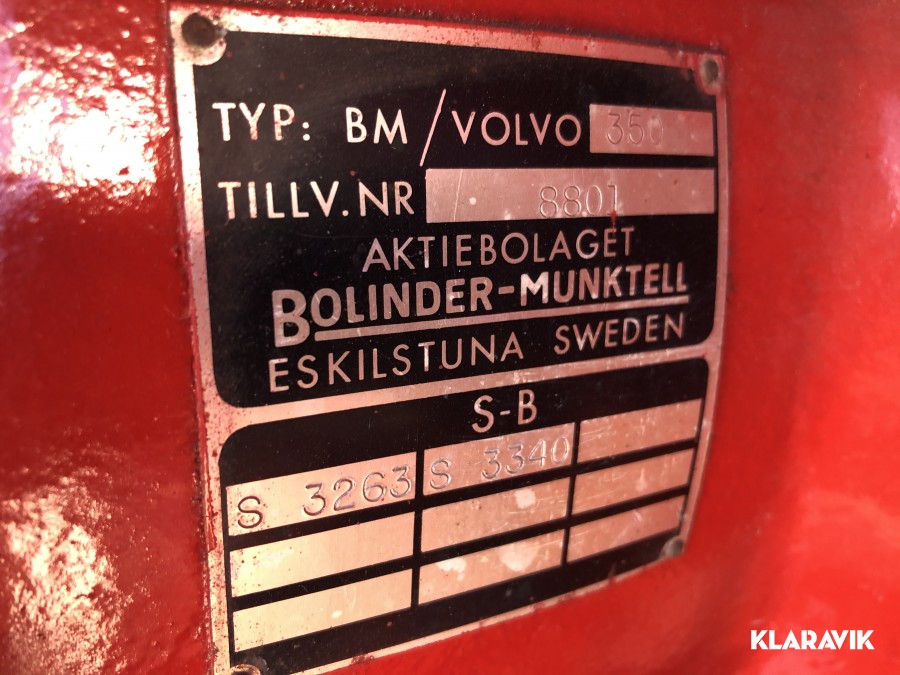 TYP: BM/VOLVO 350
TILLV.NR 8801
AKTIEBOLAGET
BOLINDER-MUNKTELL
ESKILSTUNA SWEDEN
S-B
S 3263 S 3340
KLARAVIK